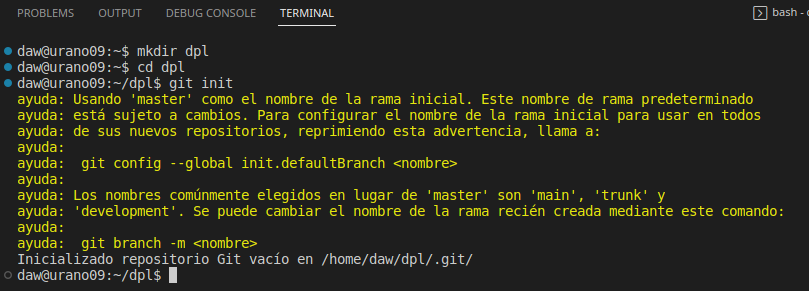 PROBLEMS OUTPUT DEBUG CONSOLE TERMINAL bash -
daw@urano09:~$ mkdir dpl
daw@urano09:~$ cd dpl
daw@urano09:~/dpl$ git init
ayuda: Usando 'master' como el nombre de la rama inicial. Este nombre de rama predeterminado
ayuda: está sujeto a cambios. Para configurar el nombre de la rama inicial para usar en todos
ayuda: de sus nuevos repositorios, reprimiendo esta advertencia, llama a:
ayuda:
ayuda:  git config --global init.defaultBranch <nombre>
ayuda:
ayuda: Los nombres comúnmente elegidos en lugar de 'master' son 'main', 'trunk' y
ayuda: 'development'. Se puede cambiar el nombre de la rama recién creada mediante este comando:
ayuda:
ayuda:  git branch -m <nombre>
Inicializado repositorio Git vacío en /home/daw/dpl/.git/
daw@urano09:~/dpl$